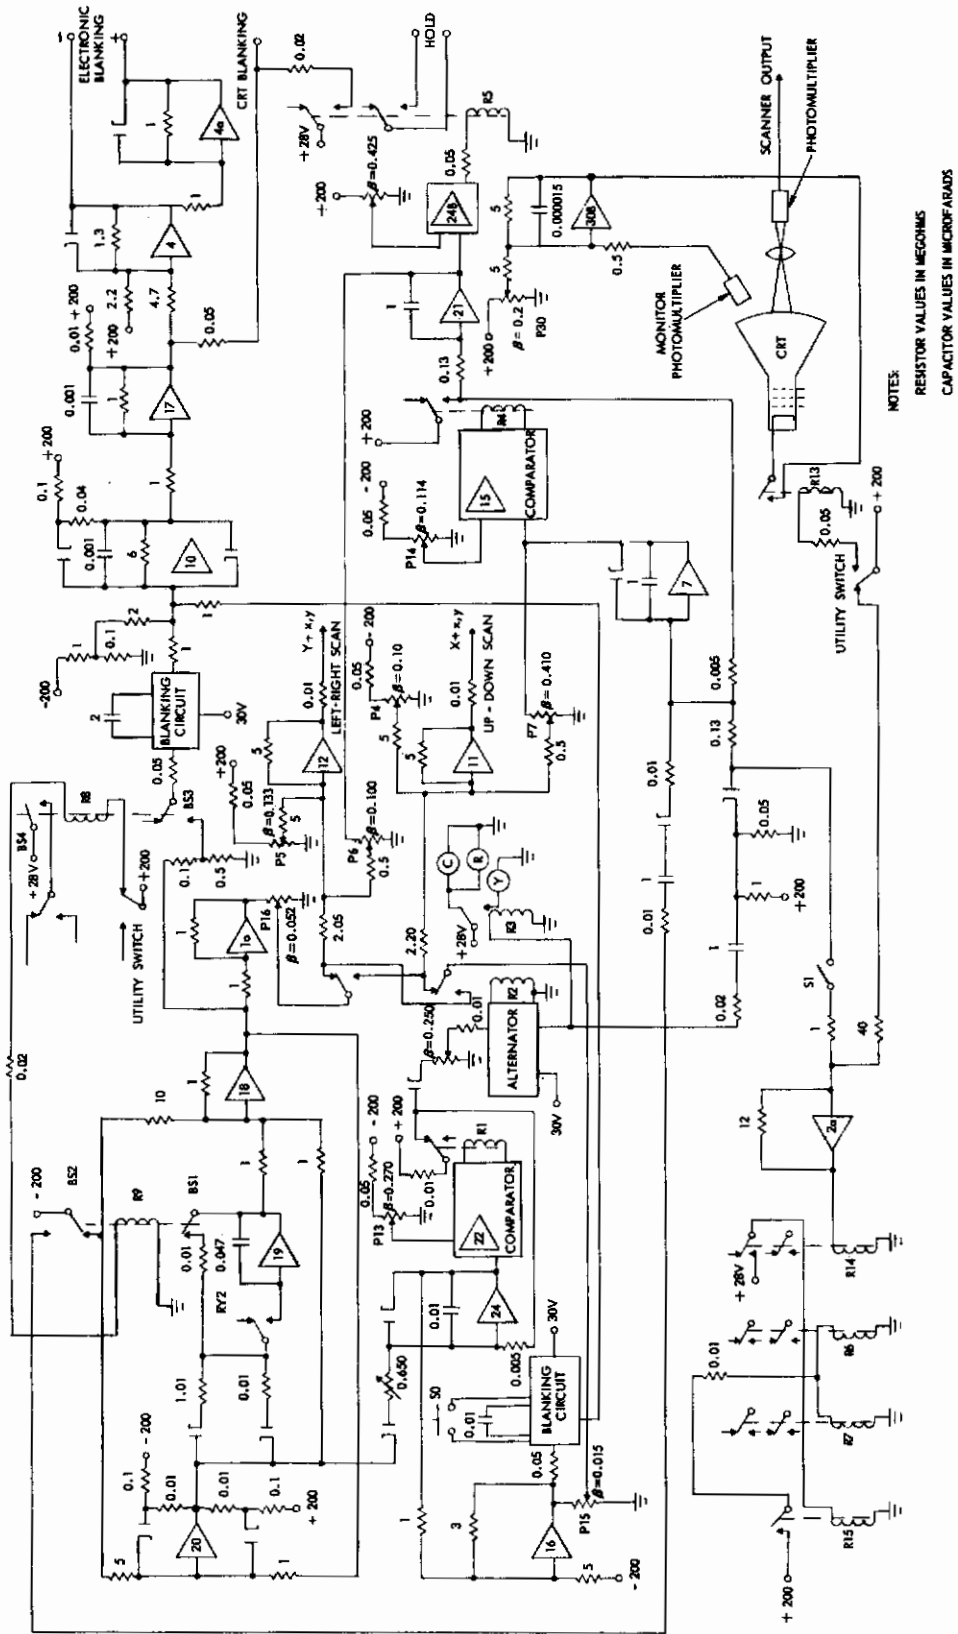 0.02
- 200
BS2
R9
BS1
0.01
0.047
19
RY2
1.01
0.01
10
1
18
1
1
0.1
- 200
0.01
0.01
0.1
+ 200
5
20
1
BS4
+28V
R8
UTILITY SWITCH
+200
BS3
0.1
0.5
1
1a
1
P16
β=0.052
0.05
BLANKING
CIRCUIT
2
30V
-200
1
0.1
2
1
1
0.1
+200
0.04
0.001
6
10
1
0.01
+ 200
0.001
1
17
0.05
+200
2.2
4.7
1.3
4
1
1
4a
ELECTRONIC
BLANKING
−
+
CRT BLANKING
0.02
HOLD
+28V
+200
β=0.425
24B
0.05
R5
+200
0.05
P5
β=0.133
5
5
12
0.01
Y+ x,y
LEFT-RIGHT SCAN
2.05
P6
β=0.100
0.5
- 200
0.05
P4
β=0.10
5
5
11
0.01
X+ x,y
UP - DOWN SCAN
2.20
P7
β=0.410
0.5
+28V
C
R
Y
R3
0.650
0.01
24
0.005
- 200
0.05
P13
β=0.270
+ 200
0.01
22
COMPARATOR
R1
β=0.250
0.01
ALTERNATOR
R2
30V
SO
0.01
BLANKING
CIRCUIT
30V
0.05
1
3
16
5
- 200
P15
β=0.015
- 200
0.05
P14
β=0.114
15
COMPARATOR
R4
+200
0.13
1
21
+200
β=0.2
P30
5
5
0.000015
30B
0.5
MONITOR
PHOTOMULTIPLIER
CRT
SCANNER OUTPUT
PHOTOMULTIPLIER
1
7
0.01
1
0.01
0.005
0.13
0.05
1
+200
1
0.02
S1
1
40
12
2a
UTILITY SWITCH
+ 200
0.05
R13
+ 200
0.01
+28V
R15
R7
R6
R14
NOTES:
RESISTOR VALUES IN MEGOHMS
CAPACITOR VALUES IN MICROFARADS